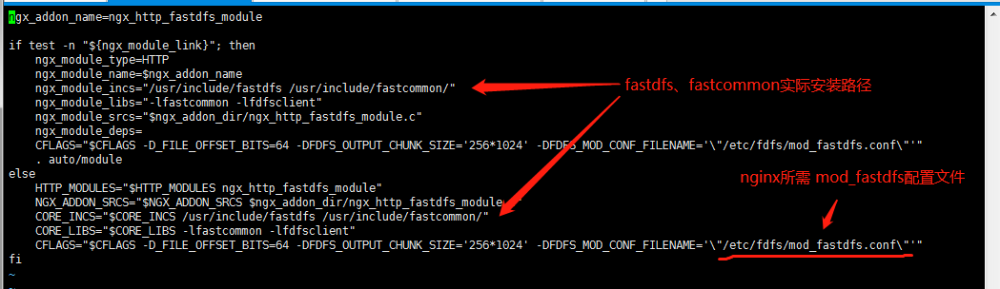 ngx_addon_name=ngx_http_fastdfs_module
if test -n "${ngx_module_link}"; then
ngx_module_type=HTTP
ngx_module_name=$ngx_addon_name
ngx_module_incs="/usr/include/fastdfs /usr/include/fastcommon/"
fastdfs、fastcommon实际安装路径
ngx_module_libs="-lfastcommon -lfdfsclient"
ngx_module_srcs="$ngx_addon_dir/ngx_http_fastdfs_module.c"
ngx_module_deps=
CFLAGS="$CFLAGS -D_FILE_OFFSET_BITS=64 -DFDFS_OUTPUT_CHUNK_SIZE='256*1024' -DFDFS_MOD_CONF_FILENAME='\"/etc/fdfs/mod_fastdfs.conf\"'"
. auto/module
else
nginx所需 mod_fastdfs配置文件
HTTP_MODULES="$HTTP_MODULES ngx_http_fastdfs_module"
NGX_ADDON_SRCS="$NGX_ADDON_SRCS $ngx_addon_dir/ngx_http_fastdfs_module
CORE_INCS="$CORE_INCS /usr/include/fastdfs /usr/include/fastcommon/"
CORE_LIBS="$CORE_LIBS -lfastcommon -lfdfsclient"
CFLAGS="$CFLAGS -D_FILE_OFFSET_BITS=64 -DFDFS_OUTPUT_CHUNK_SIZE='256*1024' -DFDFS_MOD_CONF_FILENAME='\"/etc/fdfs/mod_fastdfs.conf\"'"
fi
~